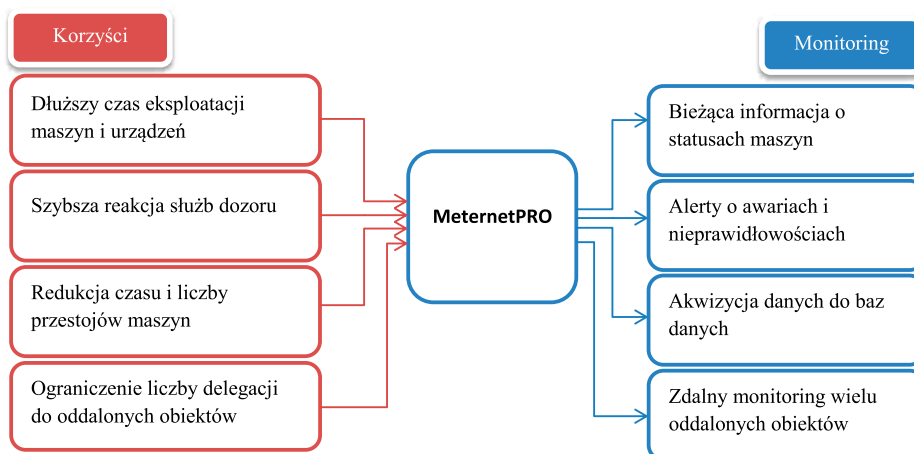 Korzyści
Dłuższy czas eksploatacji
maszyn i urządzeń
Szybsza reakcja służb dozoru
Redukcja czasu i liczby
przestojów maszyn
Ograniczenie liczby delegacji
do oddalonych obiektów
MeternetPRO
Monitoring
Bieżąca informacja o
statusach maszyn
Alerty o awariach i
nieprawidłowościach
Akwizycja danych do baz
danych
Zdalny monitoring wielu
oddalonych obiektów